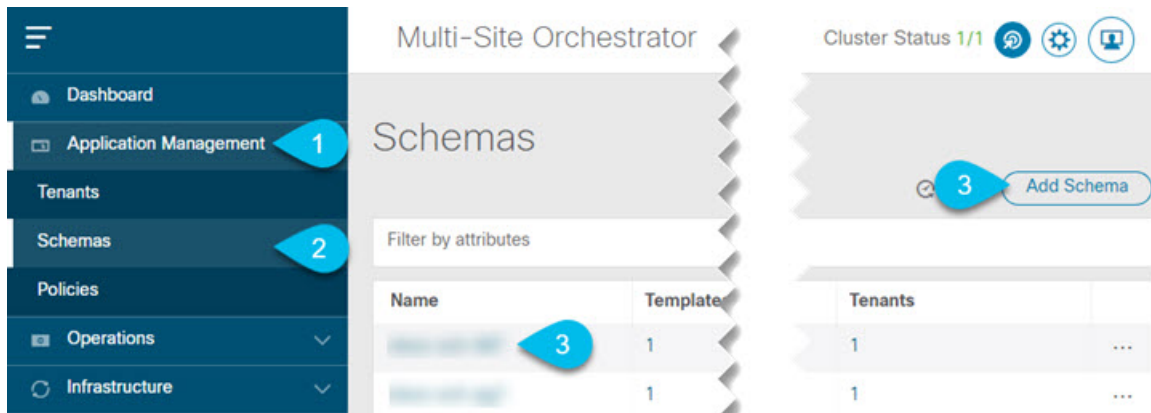 Multi-Site Orchestrator
Cluster Status 1/1
Dashboard
Application Management
1
Tenants
Schemas
2
Policies
Operations
Infrastructure
Schemas
3
Add Schema
Filter by attributes
Name Templates Tenants
3 1 1 ...
1 1 ...